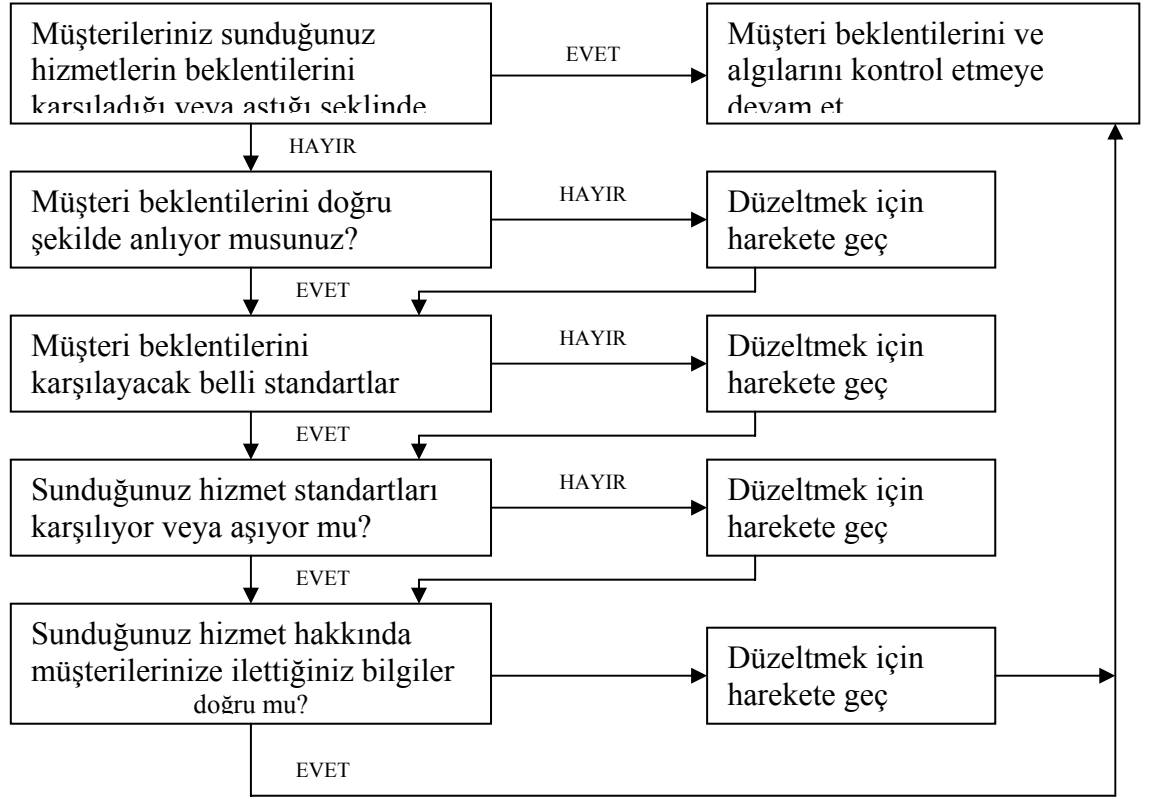 Müşterileriniz sunduğunuz
hizmetlerin beklentilerini
karşıladığı veya aştığı şeklinde
EVET
Müşteri beklentilerini ve
algılarını kontrol etmeye
devam et
HAYIR
Müşteri beklentilerini doğru
şekilde anlıyor musunuz?
HAYIR
Düzeltmek için
harekete geç
EVET
Müşteri beklentilerini
karşılayacak belli standartlar
HAYIR
Düzeltmek için
harekete geç
EVET
Sunduğunuz hizmet standartları
karşılıyor veya aşıyor mu?
HAYIR
Düzeltmek için
harekete geç
EVET
Sunduğunuz hizmet hakkında
müşterilerinize ilettiğiniz bilgiler
doğru mu?
Düzeltmek için
harekete geç
EVET